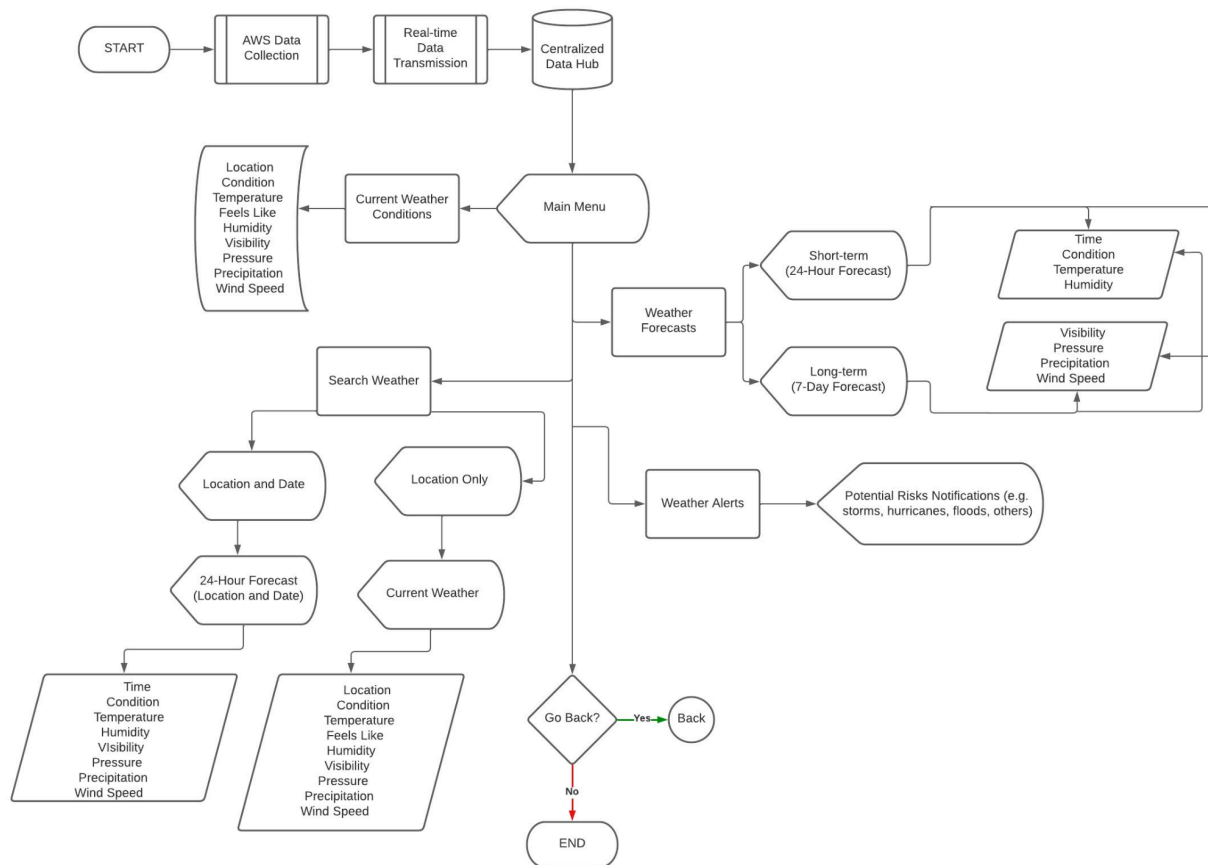 START
AWS Data
Collection
Real-time
Data
Transmission
Centralized
Data Hub
Location
Condition
Temperature
Feels Like
Humidity
Visibility
Pressure
Precipitation
Wind Speed
Current Weather
Conditions
Main Menu
Short-term
(24-Hour Forecast)
Time
Condition
Temperature
Humidity
Weather
Forecasts
Visibility
Pressure
Precipitation
Wind Speed
Long-term
(7-Day Forecast)
Search Weather
Location and Date
Location Only
Weather Alerts
Potential Risks Notifications (e.g.
storms, hurricanes, floods, others)
24-Hour Forecast
(Location and Date)
Current Weather
Time
Condition
Temperature
Humidity
VIsibility
Pressure
Precipitation
Wind Speed
Location
Condition
Temperature
Feels Like
Humidity
Visibility
Pressure
Precipitation
Wind Speed
Go Back?
Yes
Back
No
END